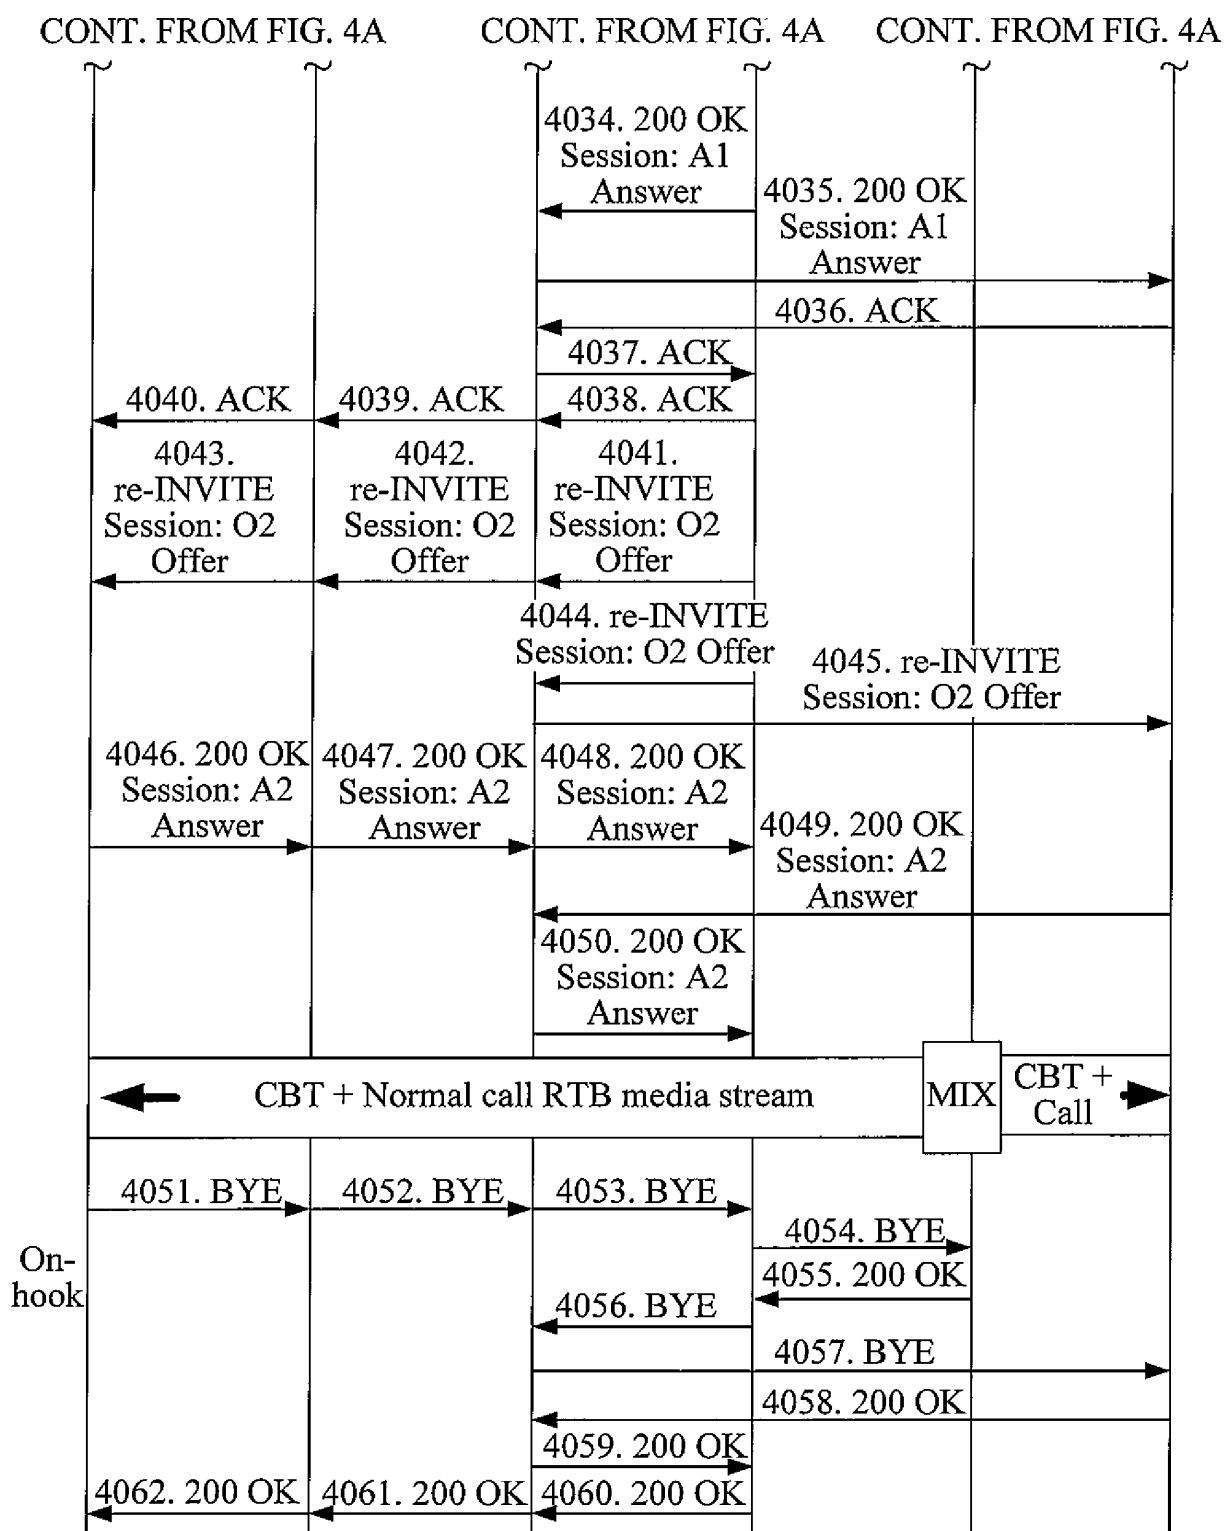 CONT. FROM FIG. 4A CONT. FROM FIG. 4A CONT. FROM FIG. 4A
4034. 200 OK
Session: A1
Answer
4035. 200 OK
Session: A1
Answer
4036. ACK
4037. ACK
4040. ACK 4039. ACK 4038. ACK
4043.
re-INVITE
Session: O2
Offer
4042.
re-INVITE
Session: O2
Offer
4041.
re-INVITE
Session: O2
Offer
4044. re-INVITE
Session: O2 Offer
4045. re-INVITE
Session: O2 Offer
4046. 200 OK
Session: A2
Answer
4047. 200 OK
Session: A2
Answer
4048. 200 OK
Session: A2
Answer
4049. 200 OK
Session: A2
Answer
4050. 200 OK
Session: A2
Answer
CBT + Normal call RTB media stream
MIX
CBT +
Call
4051. BYE 4052. BYE 4053. BYE
4054. BYE
On-
hook
4055. 200 OK
4056. BYE
4057. BYE
4058. 200 OK
4059. 200 OK
4062. 200 OK 4061. 200 OK 4060. 200 OK